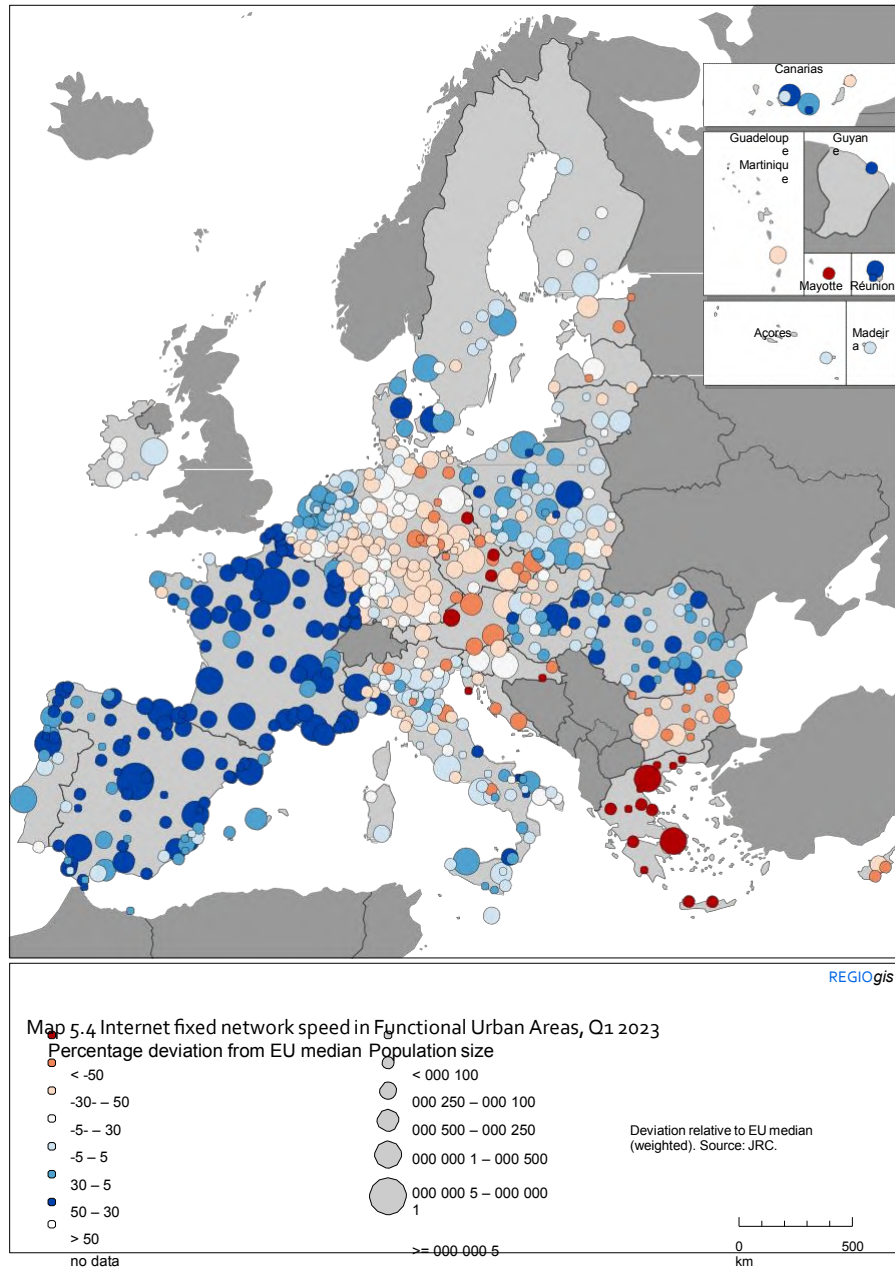 Canarias
Guadeloup
e
Guyan
e
Martiniqu
e
Mayotte
Réunion
Açores
Madejr
a
REGIOgis
Map 5.4 Internet fixed network speed in Functional Urban Areas, Q1 2023
Percentage deviation from EU median
< -50
-30- – 50
-5- – 30
-5 – 5
30 – 5
50 – 30
> 50
no data
Population size
< 000 100
000 250 – 000 100
000 500 – 000 250
000 000 1 – 000 500
000 000 5 – 000 000
1
>= 000 000 5
Deviation relative to EU median
(weighted). Source: JRC.
0
500
km